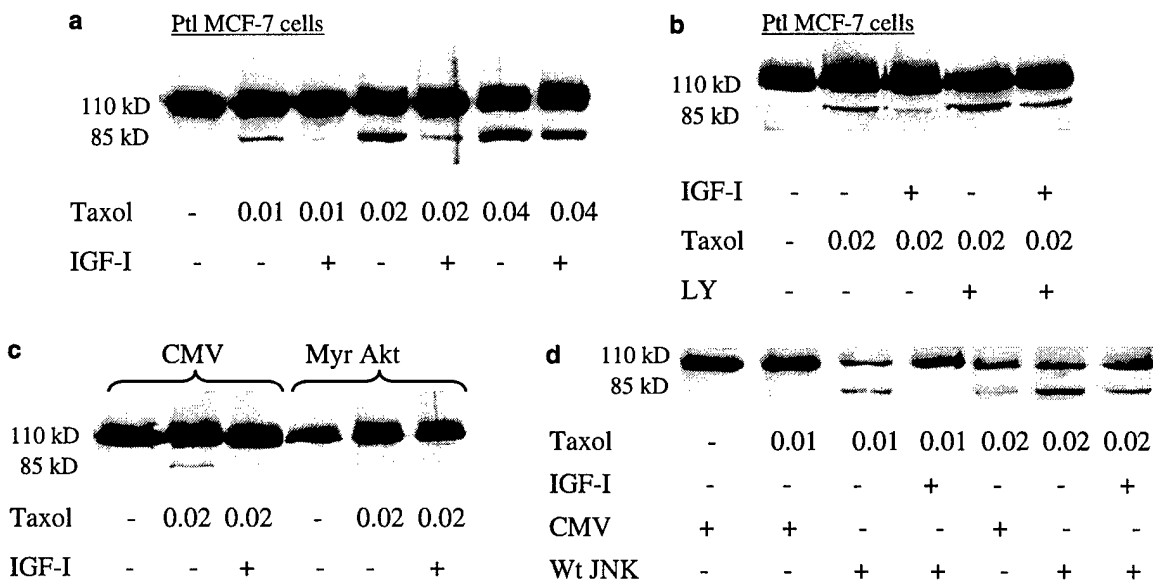 a
Ptl MCF-7 cells
110 kD
85 kD
Taxol - 0.01 0.01 0.02 0.02 0.04 0.04
IGF-I - - + - + - +
b
Ptl MCF-7 cells
110 kD
85 kD
IGF-I - - + - +
Taxol - 0.02 0.02 0.02 0.02
LY - - - + +
c
CMV Myr Akt
110 kD
85 kD
Taxol - 0.02 0.02 - 0.02 0.02
IGF-I - - + - - +
d
110 kD
85 kD
Taxol - 0.01 0.01 0.01 0.02 0.02 0.02
IGF-I - - - + - - +
CMV + + - - + - -
Wt JNK - - + + - + +